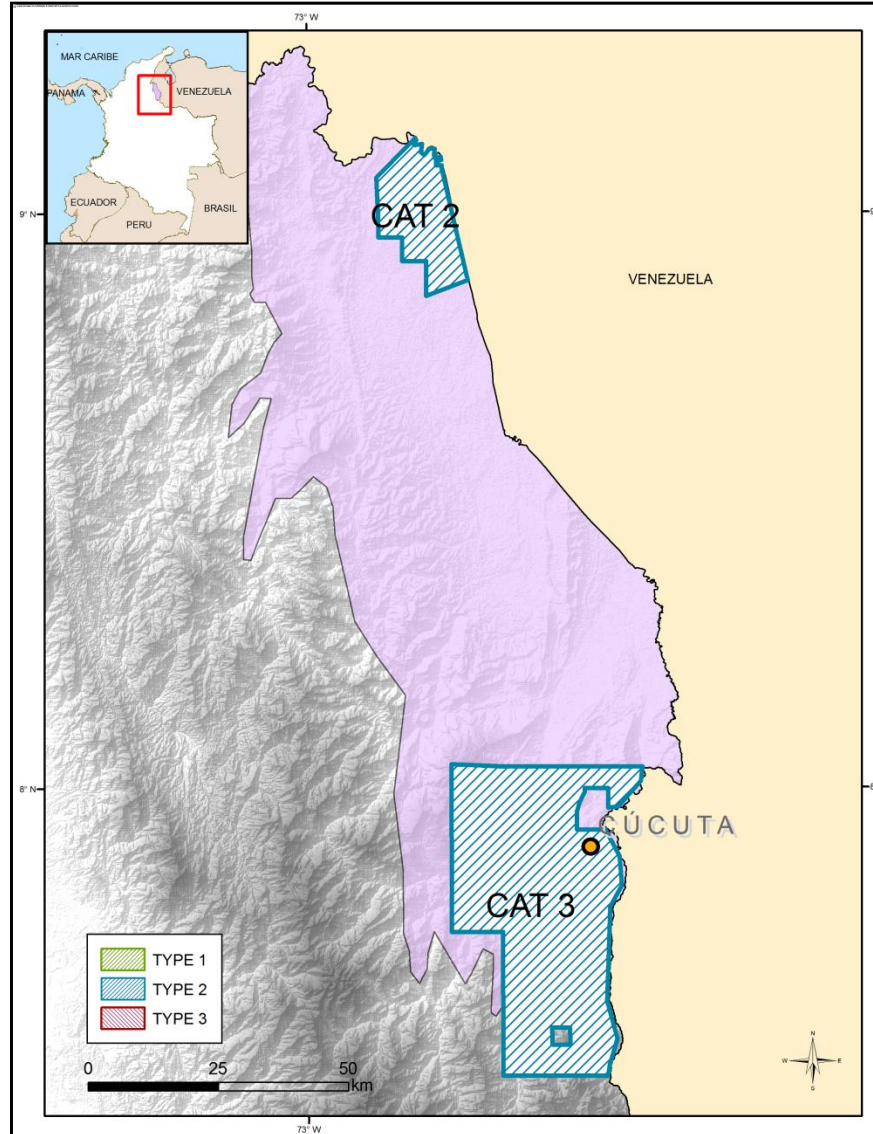 73° W
MAR CARIBE
PANAMA
VENEZUELA
ECUADOR
PERU
BRASIL
9° N
CAT 2
VENEZUELA
8° N
CÚCUTA
CAT 3
TYPE 1
TYPE 2
TYPE 3
0 25 50
km
N
W E
S
73° W